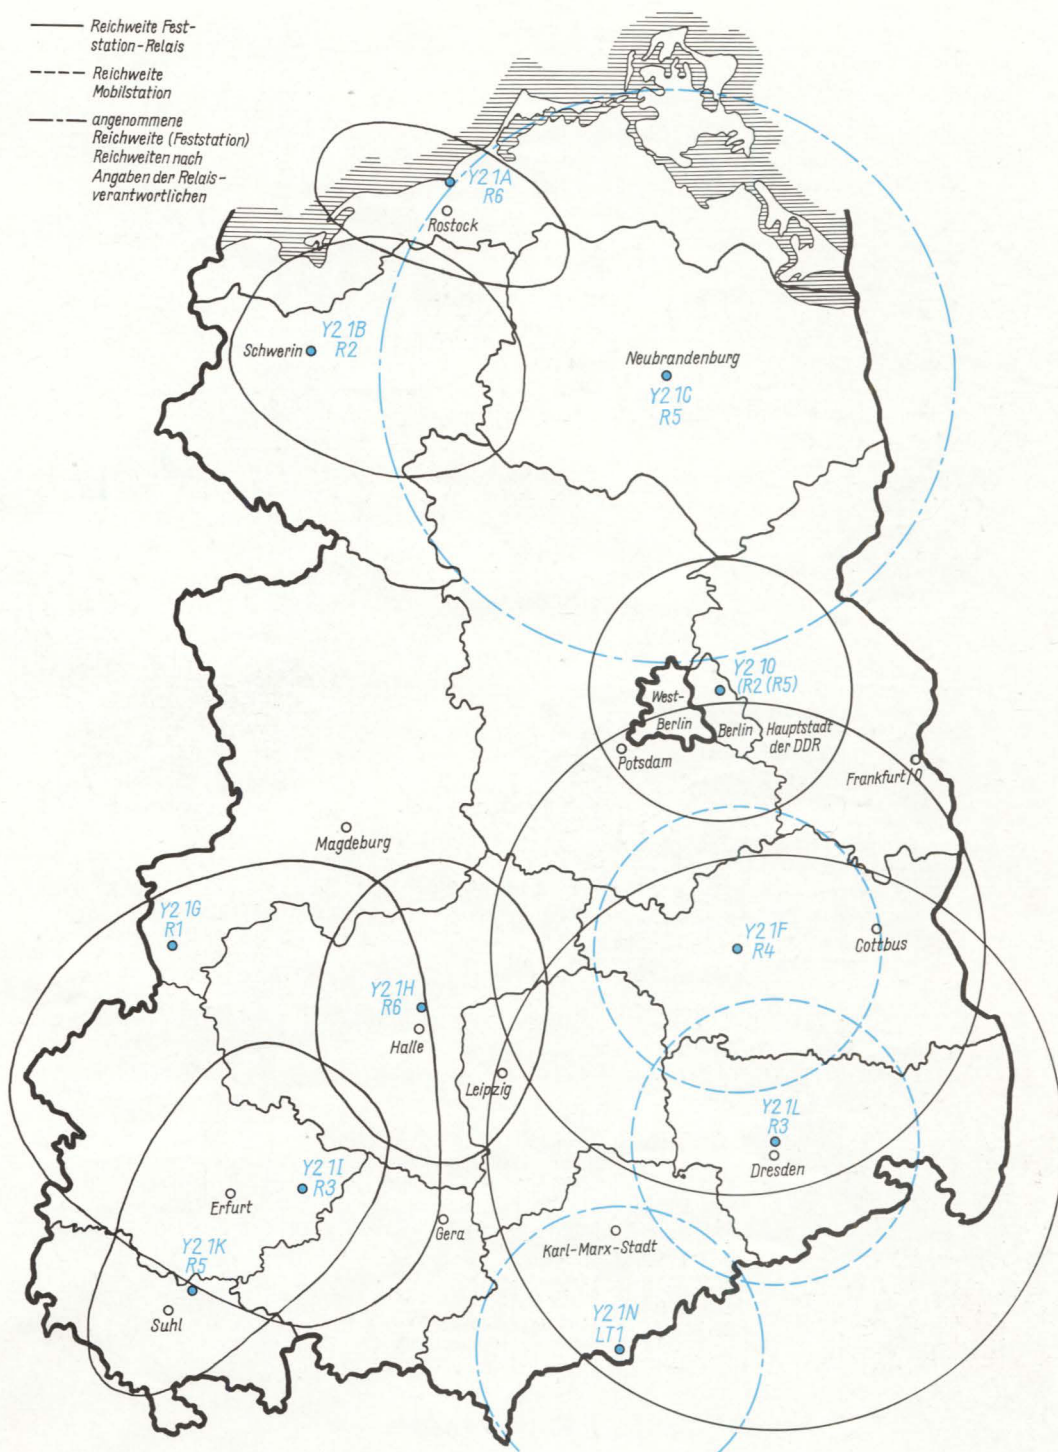 Reichweite Fest-
station-Relais
Reichweite
Mobilstation
angenommene
Reichweite (Feststation)
Reichweiten nach
Angaben der Relais-
verantwortlichen
Y2 1A
R6
Rostock
Y2 1B
R2
Schwerin
Neubrandenburg
Y2 1C
R5
Y2 1O
(R2 (R5)
West-
Berlin
Berlin
Hauptstadt
der DDR
Potsdam
Frankfurt/O
Magdeburg
Y2 1G
R1
Y2 1F
R4
Cottbus
Y2 1H
R6
Halle
Leipzig
Y2 1L
R3
Dresden
Y2 1I
R3
Erfurt
Gera
Karl-Marx-Stadt
Y2 1K
R5
Suhl
Y2 1N
LT1